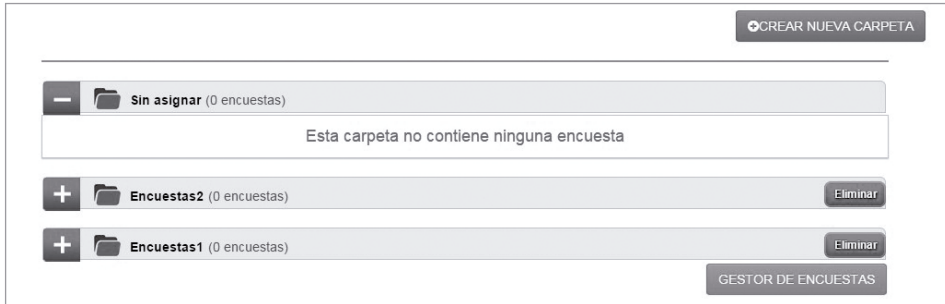 CREAR NUEVA CARPETA
Sin asignar (0 encuestas)
Esta carpeta no contiene ninguna encuesta
Encuestas2 (0 encuestas) Eliminar
Encuestas1 (0 encuestas) Eliminar
GESTOR DE ENCUESTAS